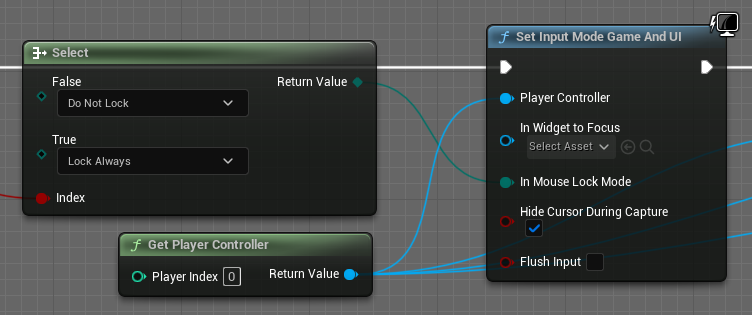 Select
False
Do Not Lock
Return Value
True
Lock Always
Index
Get Player Controller
Player Index 0
Return Value
Set Input Mode Game And UI
Player Controller
In Widget to Focus
Select Asset
In Mouse Lock Mode
Hide Cursor During Capture
Flush Input